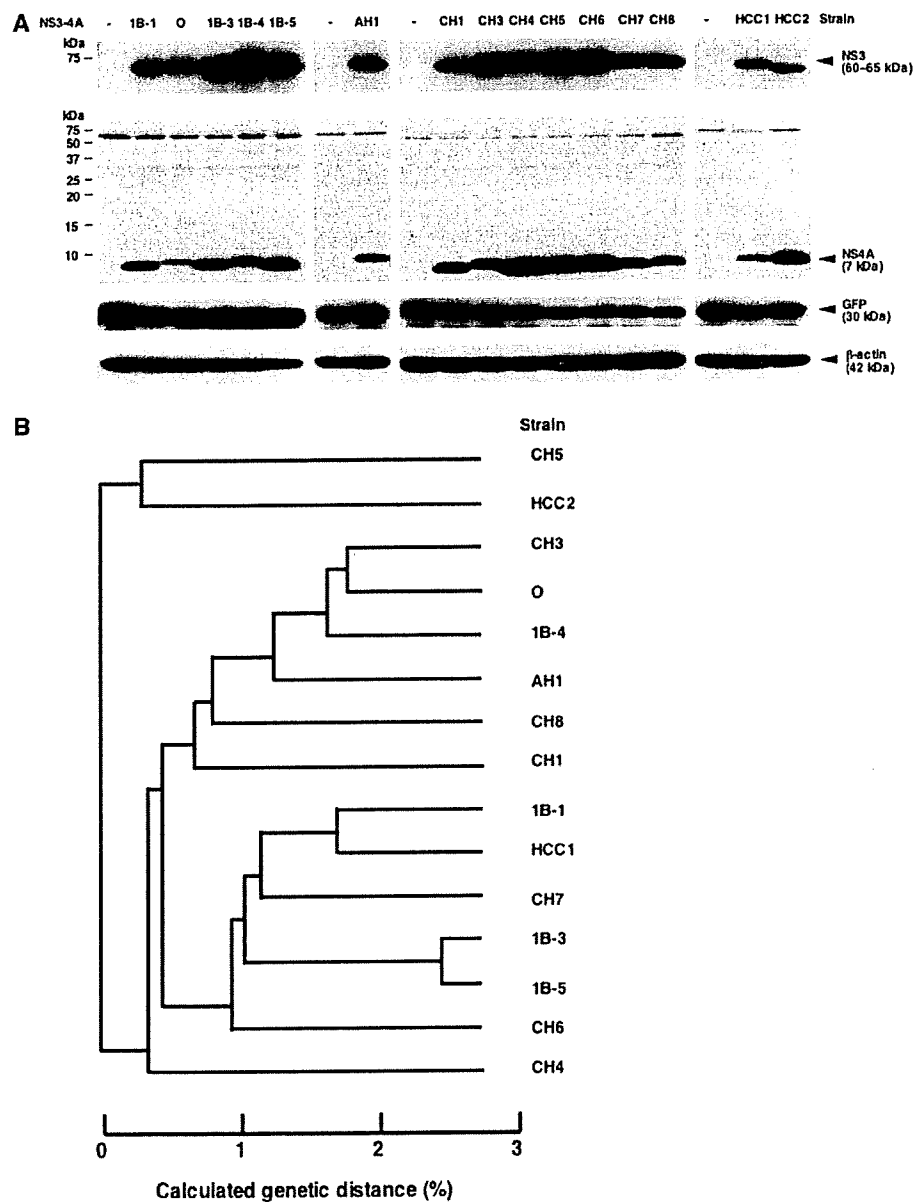 A NS3-4A - 1B-1 O 1B-3 1B-4 1B-5 - AH1 - CH1 CH3 CH4 CH5 CH6 CH7 CH8 - HCC1 HCC2 Strain
kDa
75
NS3
(60–65 kDa)
kDa
75
50
37
25
20
15
10
NS4A
(7 kDa)
GFP
(30 kDa)
β-actin
(42 kDa)
B
Strain
CH5
HCC2
CH3
O
1B-4
AH1
CH8
CH1
1B-1
HCC1
CH7
1B-3
1B-5
CH6
CH4
0 1 2 3
Calculated genetic distance (%)